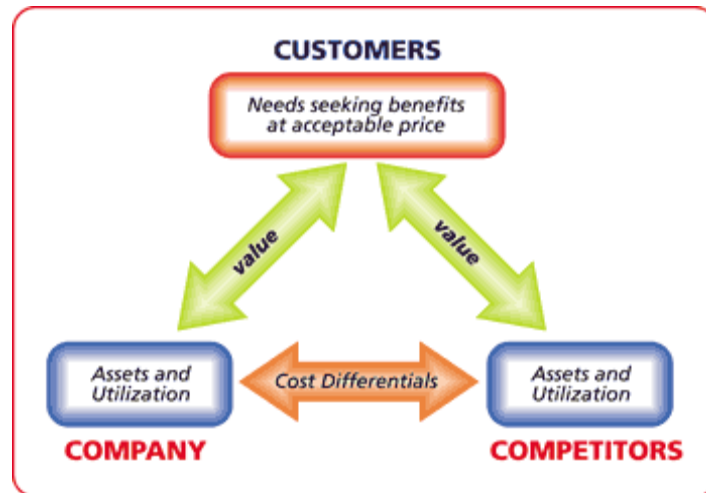 CUSTOMERS
Needs seeking benefits
at acceptable price
value
value
Assets and
Utilization
Cost Differentials
Assets and
Utilization
COMPANY
COMPETITORS